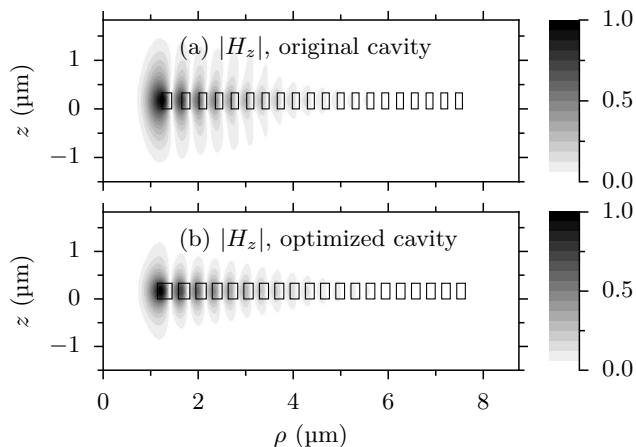 (a) |H_z|, original cavity
1
0
−1
z (µm)
1.0
0.5
0.0
(b) |H_z|, optimized cavity
1
0
−1
z (µm)
1.0
0.5
0.0
0 2 4 6 8
ρ (µm)